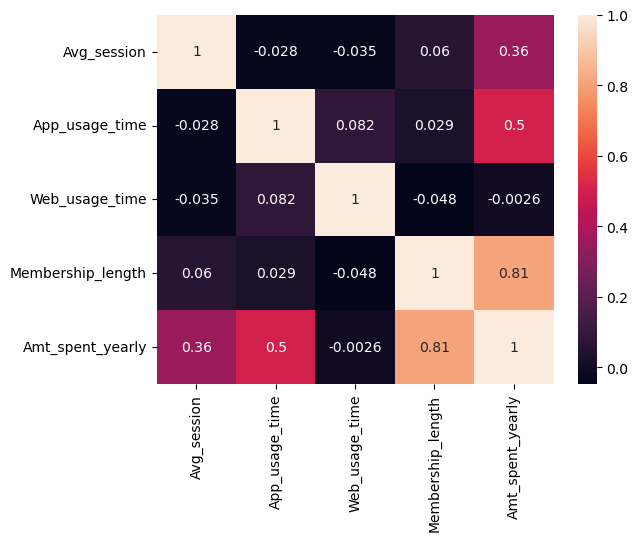 Avg_session 1 -0.028 -0.035 0.06 0.36
App_usage_time -0.028 1 0.082 0.029 0.5
Web_usage_time -0.035 0.082 1 -0.048 -0.0026
Membership_length 0.06 0.029 -0.048 1 0.81
Amt_spent_yearly 0.36 0.5 -0.0026 0.81 1
Avg_session
App_usage_time
Web_usage_time
Membership_length
Amt_spent_yearly
1.0
0.8
0.6
0.4
0.2
0.0